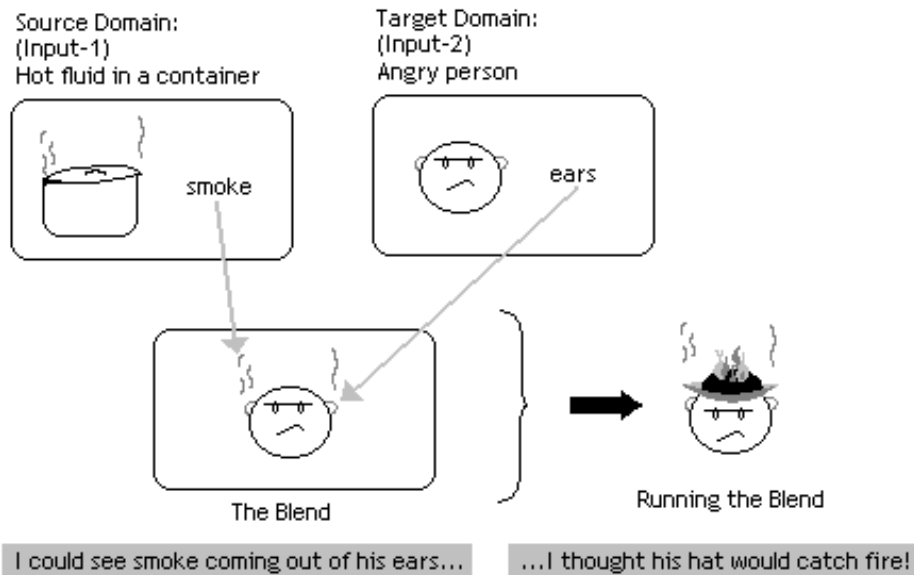 Source Domain:
(Input-1)
Hot fluid in a container
Target Domain:
(Input-2)
Angry person
smoke
ears
The Blend
Running the Blend
I could see smoke coming out of his ears...
...I thought his hat would catch fire!